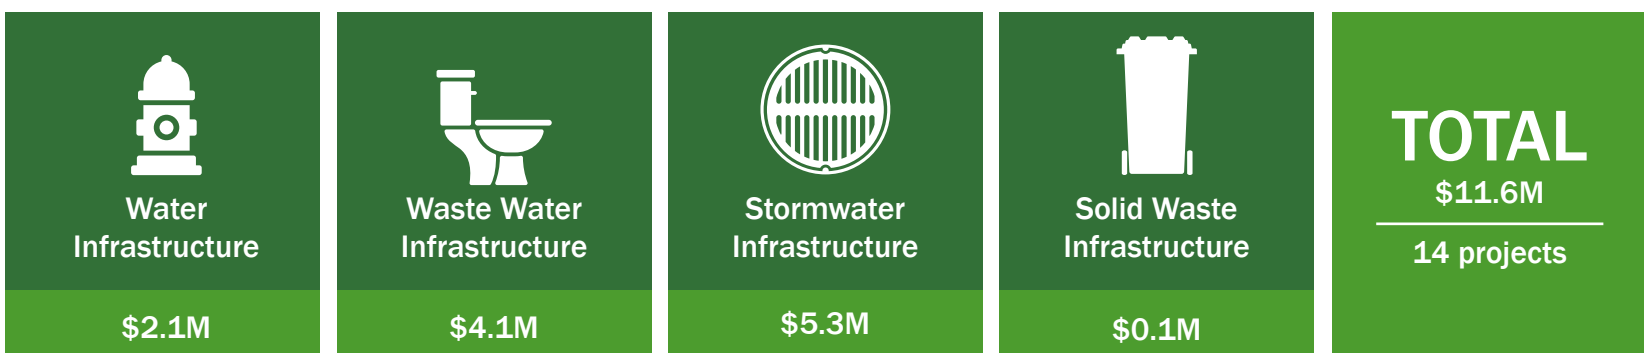 Water
Infrastructure
$2.1M
Waste Water
Infrastructure
$4.1M
Stormwater
Infrastructure
$5.3M
Solid Waste
Infrastructure
$0.1M
TOTAL
$11.6M
14 projects